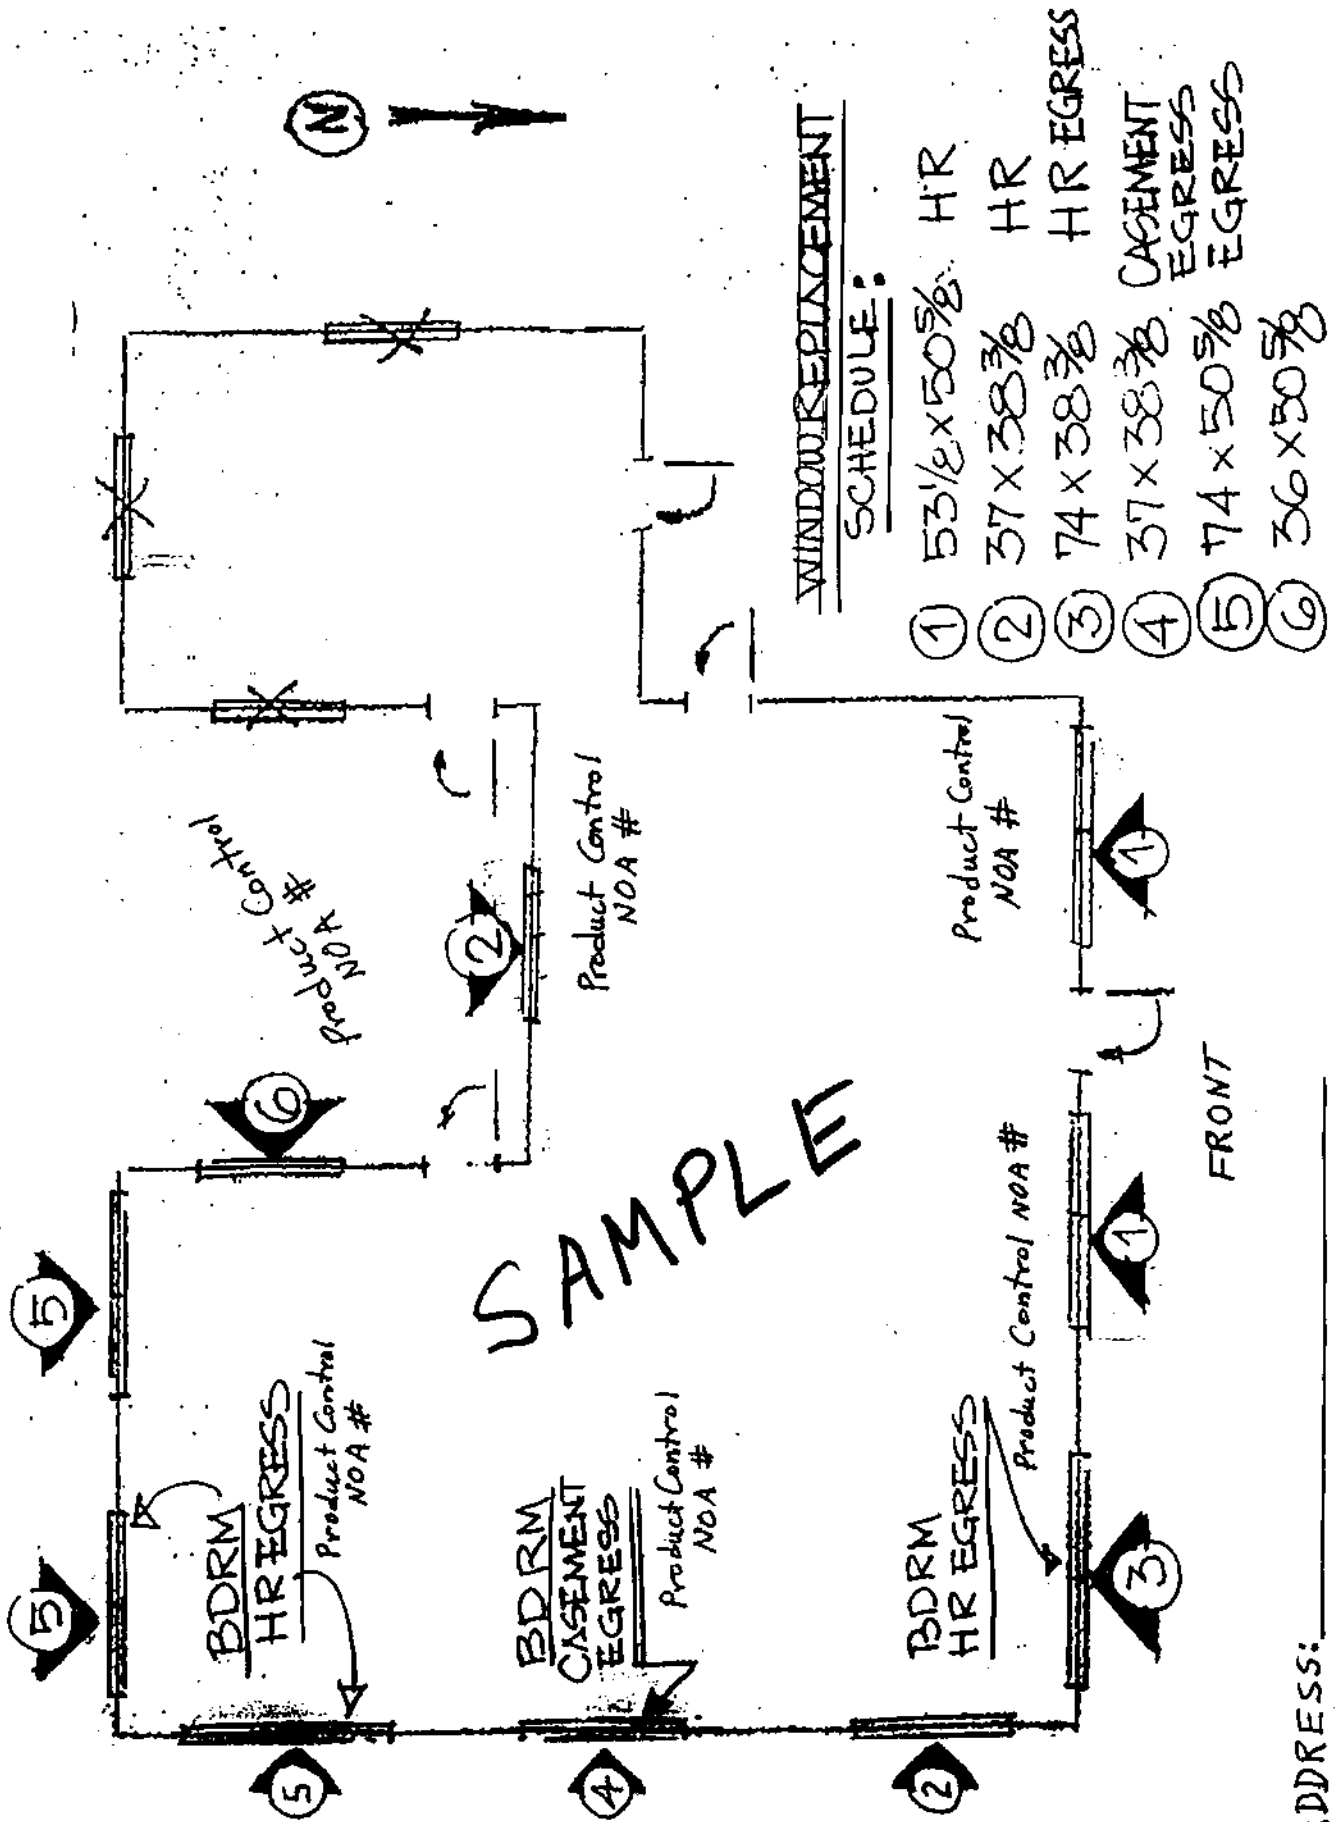 N
WINDOW REPLACEMENT
SCHEDULE:
① 53 1/8 x 50 5/8 HR
② 37 x 38 3/8 HR
③ 74 x 38 3/8 HR EGRESS
④ 37 x 38 3/8 CASEMENT
EGRESS
⑤ 74 x 50 5/8 EGRESS
⑥ 36 x 50 5/8
5
5
BDRM
HR EGRESS
Product Control
NOA #
6
product Control
NOA #
2
Product Control
NOA #
5
BDRM
CASEMENT
EGRESS
Product Control
NOA #
4
SAMPLE
BDRM
HR EGRESS
Product Control NOA #
Product Control
NOA #
2
3
1
1
FRONT
DDRESS: